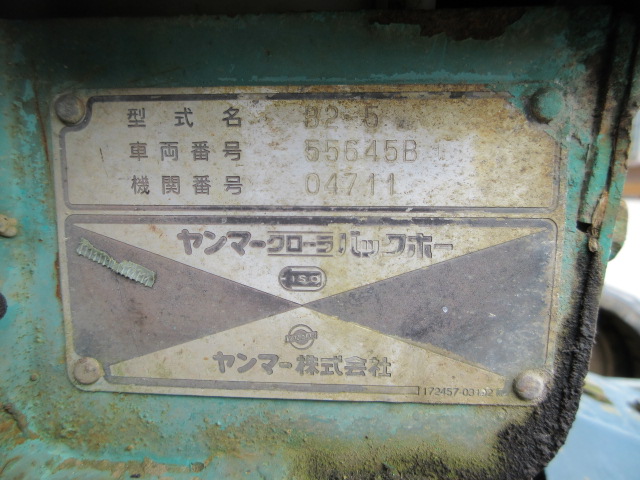 型式名 B2-5
車両番号 55645B
機関番号 04711
ヤンマークローラバックホー
ISO
ヤンマー株式会社